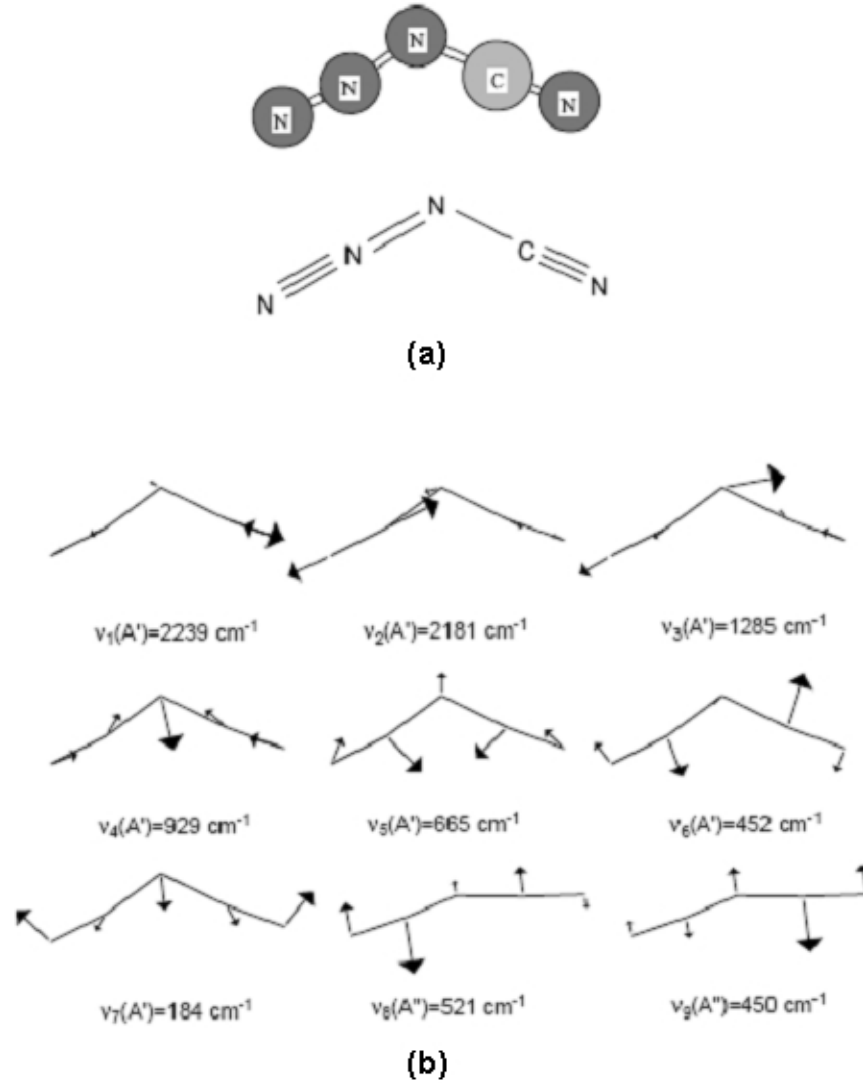 N
N N C N
N
N C
N N
(a)
ν₁(A')=2239 cm⁻¹ ν₂(A')=2181 cm⁻¹ ν₃(A')=1285 cm⁻¹
ν₄(A')=929 cm⁻¹ ν₅(A')=665 cm⁻¹ ν₆(A')=452 cm⁻¹
ν₇(A')=184 cm⁻¹ ν₈(A")=521 cm⁻¹ ν₉(A")=450 cm⁻¹
(b)